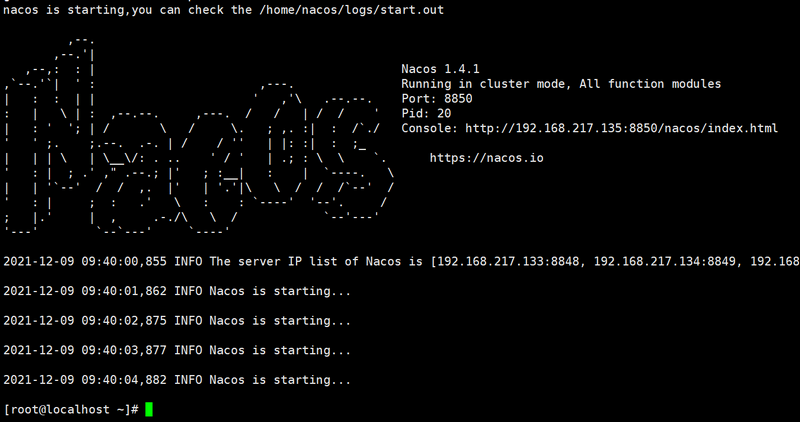 nacos is starting,you can check the /home/nacos/logs/start.out
Nacos 1.4.1
Running in cluster mode, All function modules
Port: 8850
Pid: 20
Console: http://192.168.217.135:8850/nacos/index.html
https://nacos.io
2021-12-09 09:40:00,855 INFO The server IP list of Nacos is [192.168.217.133:8848, 192.168.217.134:8849, 192.168
2021-12-09 09:40:01,862 INFO Nacos is starting...
2021-12-09 09:40:02,875 INFO Nacos is starting...
2021-12-09 09:40:03,877 INFO Nacos is starting...
2021-12-09 09:40:04,882 INFO Nacos is starting...
[root@localhost ~]#